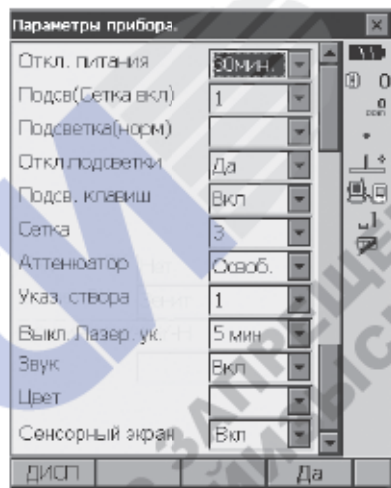 Параметры прибора.
Откл. питания 30мин.
Подсв(Сетка вкл) 1
Подсветка(норм)
Откл.подсветки Да
Подсв. клавиш Вкл
Сетка 3
Аттенюатор Освоб.
Указ. створа 1
Выкл. Лазер. ук. 5 мин
Звук Вкл
Цвет
Сенсорный экран Вкл
ДИСП Да